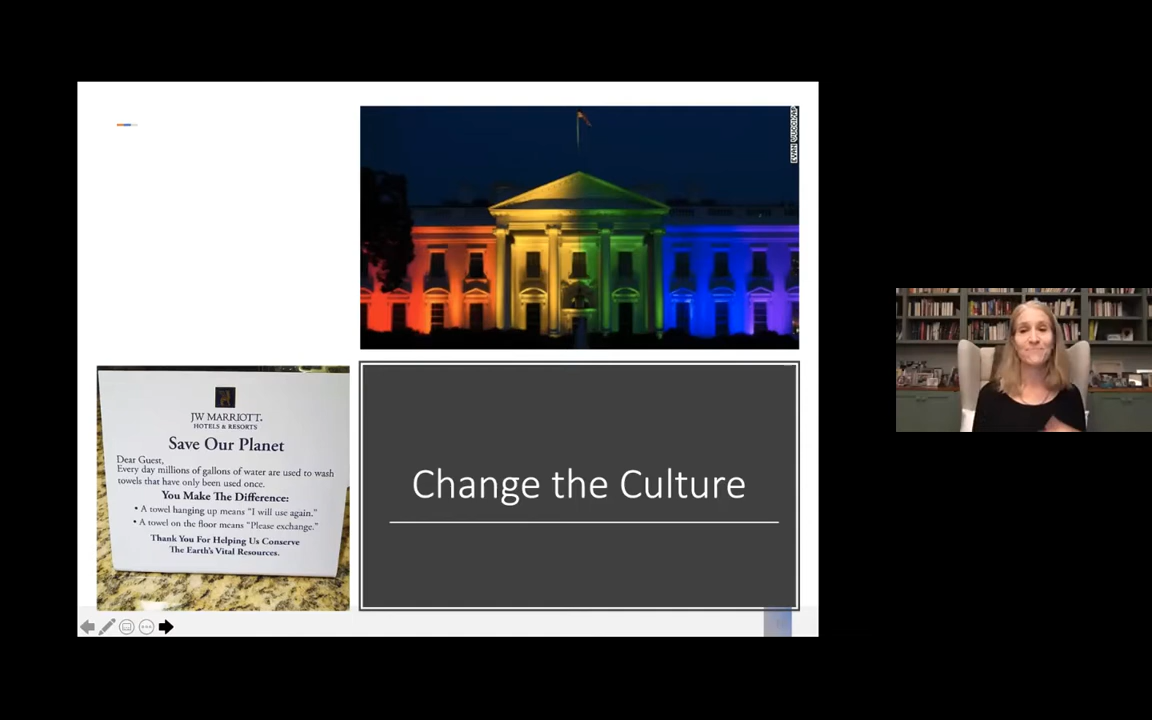 EVAN VUCCI/AP
JW MARRIOTT.
HOTELS & RESORTS
Save Our Planet
Dear Guest,
Every day millions of gallons of water are used to wash
towels that have only been used once.
You Make The Difference:
• A towel hanging up means "I will use again."
• A towel on the floor means "Please exchange."
Thank You For Helping Us Conserve
The Earth's Vital Resources.
Change the Culture